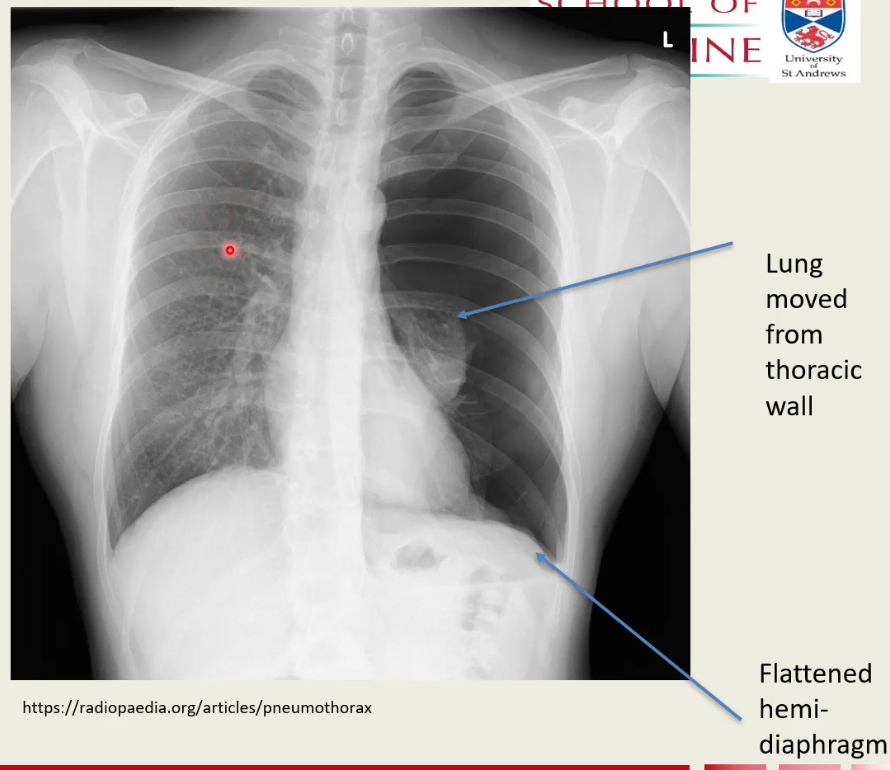 SCHOOL OF
L
INE
University
of
St Andrews
Lung
moved
from
thoracic
wall
Flattened
hemi-
diaphragm
https://radiopaedia.org/articles/pneumothorax